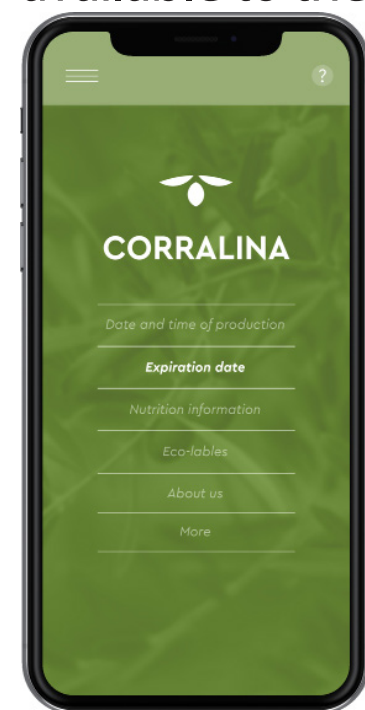 ?
CORRALINA
Date and time of production
Expiration date
Nutrition information
Eco-lables
About us
More